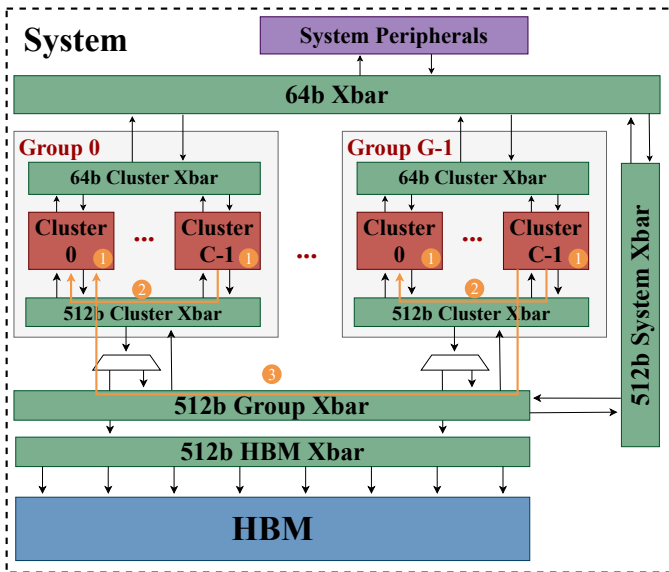 System
System Peripherals
64b Xbar
Group 0
64b Cluster Xbar
Cluster
0
1
...
Cluster
C-1
1
2
512b Cluster Xbar
...
Group G-1
64b Cluster Xbar
Cluster
0
1
...
Cluster
C-1
1
2
512b Cluster Xbar
512b System Xbar
3
512b Group Xbar
512b HBM Xbar
HBM